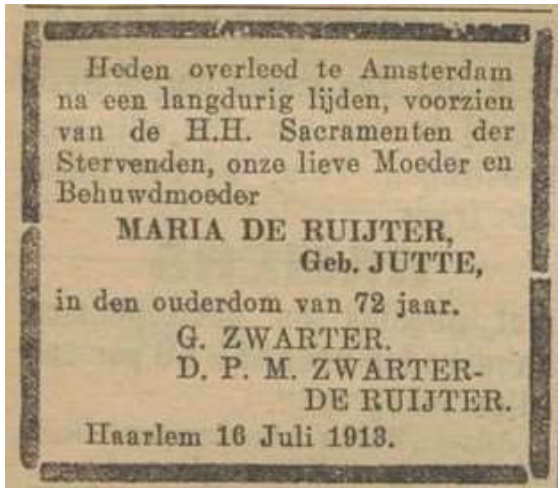 Heden overleed te Amsterdam
na een langdurig lijden, voorzien
van de H.H. Sacramenten der
Stervenden, onze lieve Moeder en
Behuwdmoeder
MARIA DE RUIJTER,
Geb. JUTTE,
in den ouderdom van 72 jaar.
G. ZWARTER.
D. P. M. ZWARTER-
DE RUIJTER.
Haarlem 16 Juli 1913.